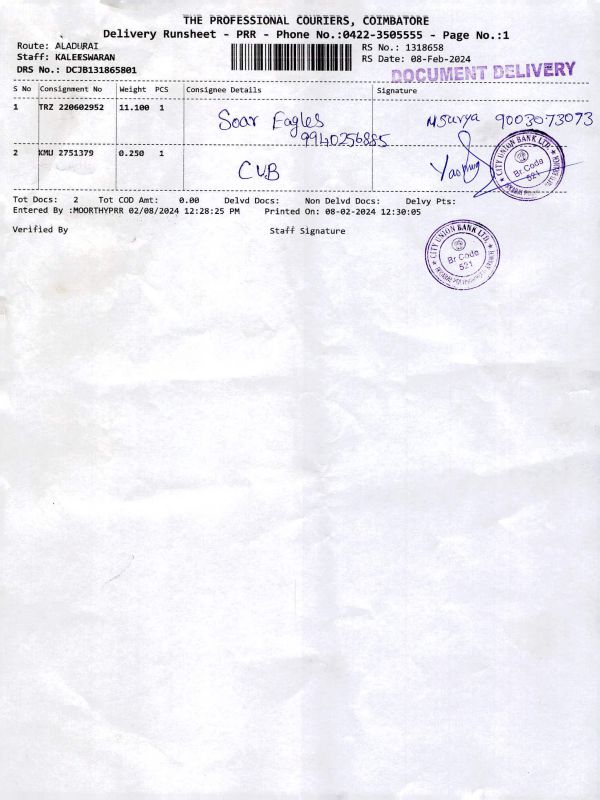 THE PROFESSIONAL COURIERS, COIMBATORE
Delivery Runsheet - PRR - Phone No.:0422-3505555 - Page No.:1
Route: ALADURAI
RS No.: 1318658
Staff: KALEESWARAN
RS Date: 08-Feb-2024
DRS No.: DCJB131865801
DOCUMENT DELIVERY
S No Consignment No Weight PCS Consignee Details Signature
1 TRZ 220602952 11.100 1 Soar Eagles MSurya 9003073073
9940256885
2 KMU 2751379 0.250 1 CUB
CITY UNION BANK LTD.
Br Code
521
Tot Docs: 2 Tot COD Amt: 0.00 Delvd Docs: Non Delvd Docs: Delvy Pts:
Entered By :MOORTHYPRR 02/08/2024 12:28:25 PM Printed On: 08-02-2024 12:30:05
Verified By Staff Signature
CITY UNION BANK LTD.
Br Code
521